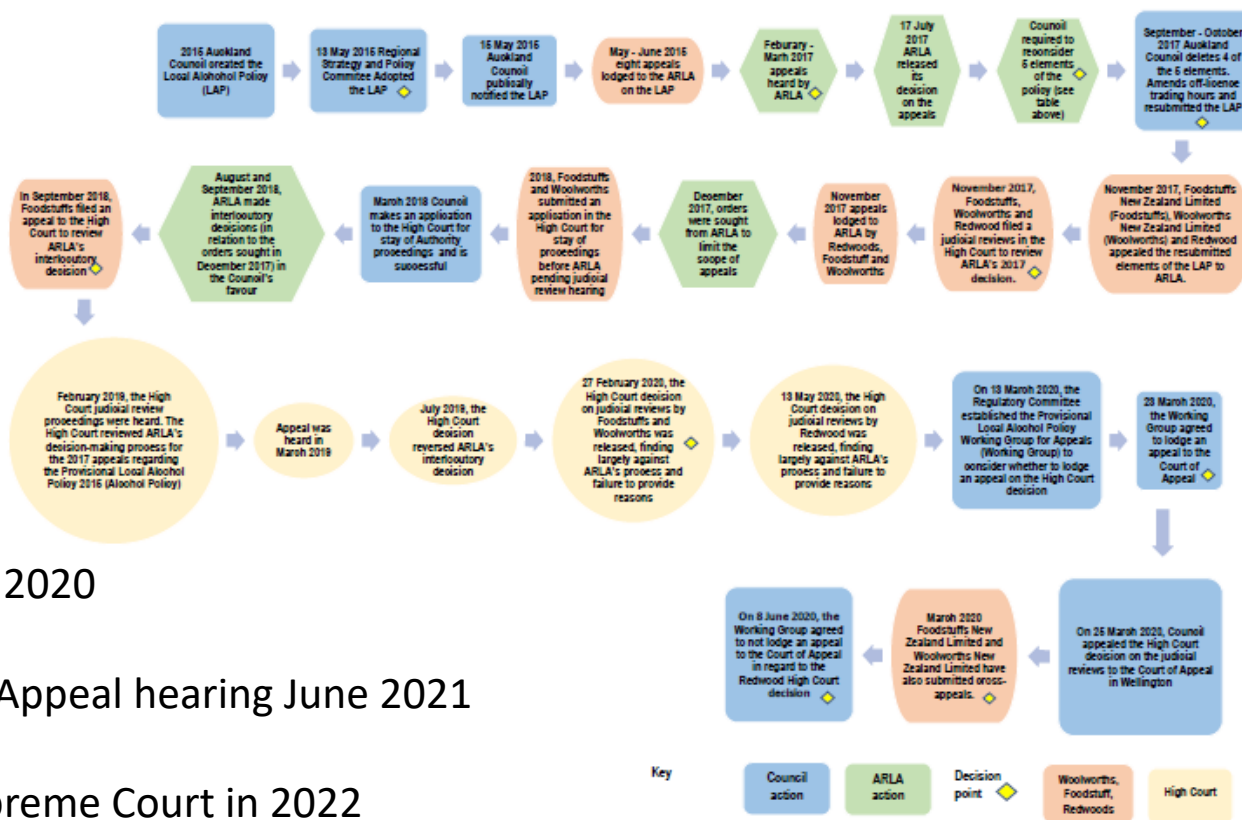 2015 Auckland
Council created the
Local Alohohol Policy
(LAP)
13 May 2015 Regional
Strategy and Policy
Commitee Adopted
the LAP
15 May 2015
Auckland
Council
publically
notified the LAP
May - June 2015
eight appeals
lodged to the ARLA
on the LAP
Feburary -
Marh 2017
appeals
heard by
ARLA
17 July
2017
ARLA
released
its
decision
on the
appeals
Council
required to
reconsider
5 elements
of the
policy (see
table
above)
September - October
2017 Auckland
Council deletes 4 of
the 5 elements.
Amends off-licence
trading hours and
resubmitted the LAP
November 2017, Foodstuffs
New Zealand Limited
(Foodstuffs), Woolworths
New Zealand Limited
(Woolworths) and Redwood
appealed the resubmitted
elements of the LAP to
ARLA.
November 2017,
Foodstuffs,
Woolworths and
Redwood filed a
judicial reviews in the
High Court to review
ARLA's 2017
decision.
November
2017 appeals
lodged to
ARLA by
Redwoods,
Foodstuff and
Woolworths
December
2017, orders
were sought
from ARLA to
limit the
scope of
appeals
2018, Foodstuffs
and Woolworths
submitted an
application in the
High Court for
stay of
proceedings
before ARLA
pending judicial
review hearing
March 2018 Council
makes an application
to the High Court for
stay of Authority
proceedings and is
successful
August and
September 2018,
ARLA made
interlocutory
decisions (in
relation to the
orders sought in
December 2017) in
the Council's
favour
In September 2018,
Foodstuffs filed an
appeal to the High
Court to review
ARLA's
interlocutory
decision
February 2019, the High
Court judicial review
proceedings were heard. The
High Court reviewed ARLA's
decision-making process for
the 2017 appeals regarding
the Provisional Local Alcohol
Policy 2015 (Alcohol Policy)
Appeal was
heard in
March 2019
July 2019, the
High Court
decision
reversed ARLA's
interlocutory
decision
27 February 2020, the
High Court decision
on judicial reviews by
Foodstuffs and
Woolworths was
released, finding
largely against
ARLA's process and
failure to provide
reasons
13 May 2020, the High
Court decision on
judicial reviews by
Redwood was
released, finding
largely against ARLA's
process and failure to
provide reasons
On 13 March 2020, the
Regulatory Committee
established the Provisional
Local Alcohol Policy
Working Group for Appeals
(Working Group) to
consider whether to lodge
an appeal on the High Court
decision
23 March 2020,
the Working
Group agreed
to lodge an
appeal to the
Court of
Appeal
On 25 March 2020, Council
appealed the High Court
decision on the judicial
reviews to the Court of Appeal
in Wellington
March 2020
Foodstuffs New
Zealand Limited and
Woolworths New
Zealand Limited have
also submitted cross-
appeals.
On 8 June 2020, the
Working Group agreed
to not lodge an appeal
to the Court of Appeal
in regard to the
Redwood High Court
decision
2020
Appeal hearing June 2021
preme Court in 2022
Key
Council
action
ARLA
action
Decision
point
Woolworths,
Foodstuff,
Redwoods
High Court